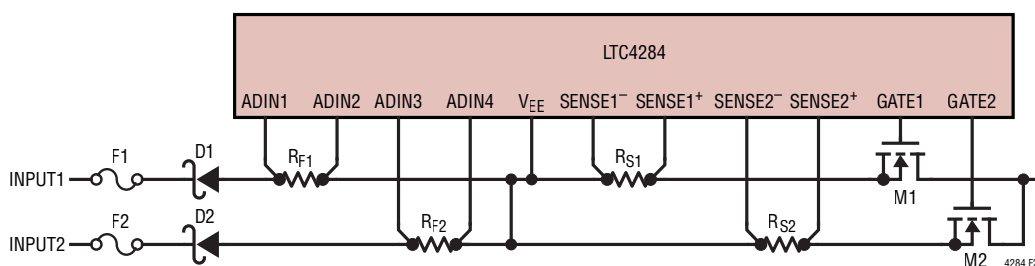 LTC4284
ADIN1 ADIN2 ADIN3 ADIN4 VEE SENSE1− SENSE1+ SENSE2− SENSE2+ GATE1 GATE2
F1 D1 RF1 RS1
INPUT1
M1
F2 D2 RF2 RS2
INPUT2
M2